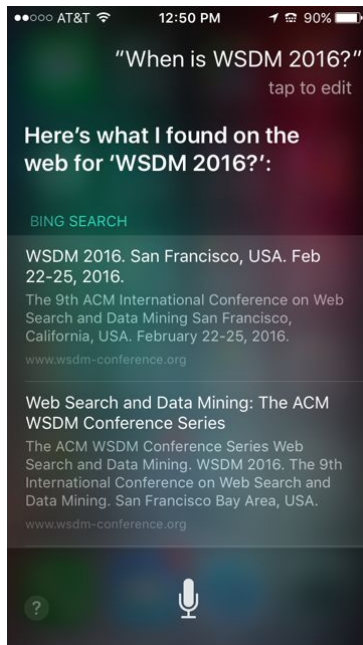 AT&T 12:50 PM 90%
“When is WSDM 2016?”
tap to edit
Here’s what I found on the
web for ‘WSDM 2016?’:
BING SEARCH
WSDM 2016. San Francisco, USA. Feb
22-25, 2016.
The 9th ACM International Conference on Web
Search and Data Mining San Francisco,
California, USA. February 22-25, 2016.
www.wsdm-conference.org
Web Search and Data Mining: The ACM
WSDM Conference Series
The ACM WSDM Conference Series Web
Search and Data Mining. WSDM 2016. The 9th
International Conference on Web Search and
Data Mining. San Francisco Bay Area, USA.
www.wsdm-conference.org
?